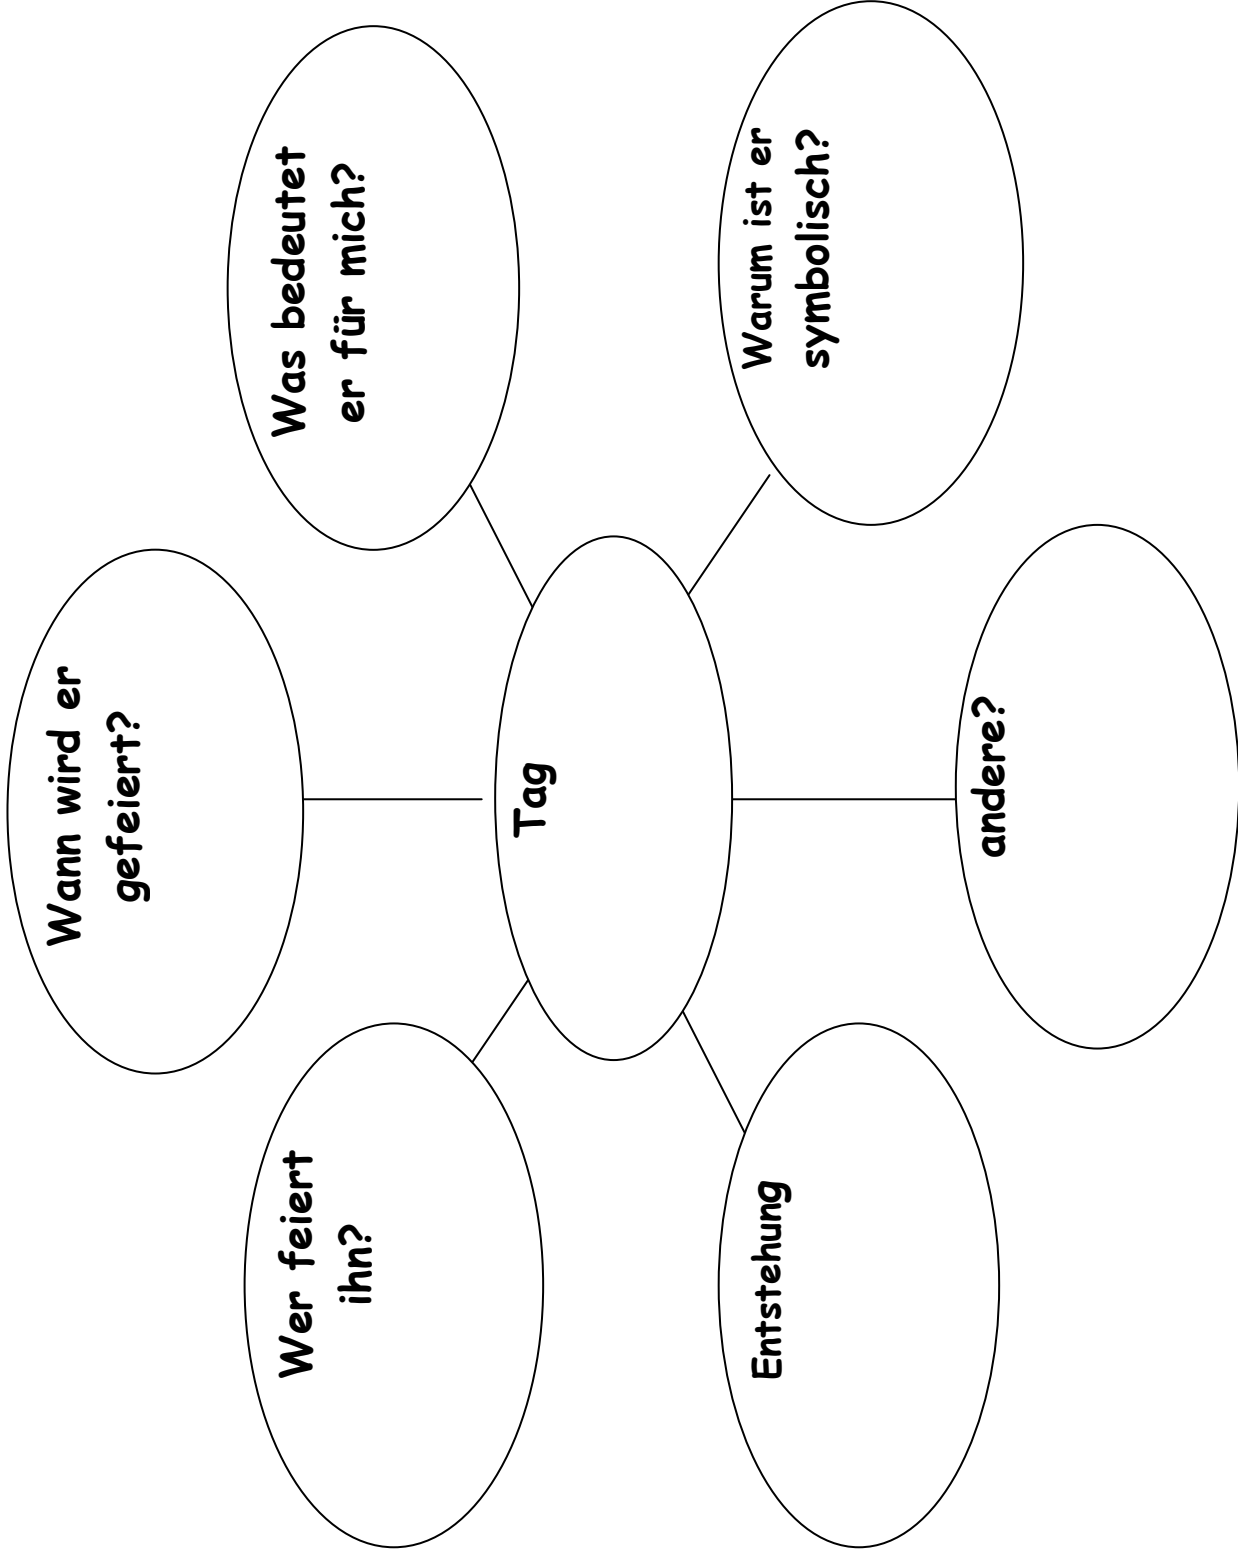 Wann wird er
gefeiert?
Wer feiert
ihn?
Was bedeutet
er für mich?
Tag
Entstehung
Warum ist er
symbolisch?
andere?